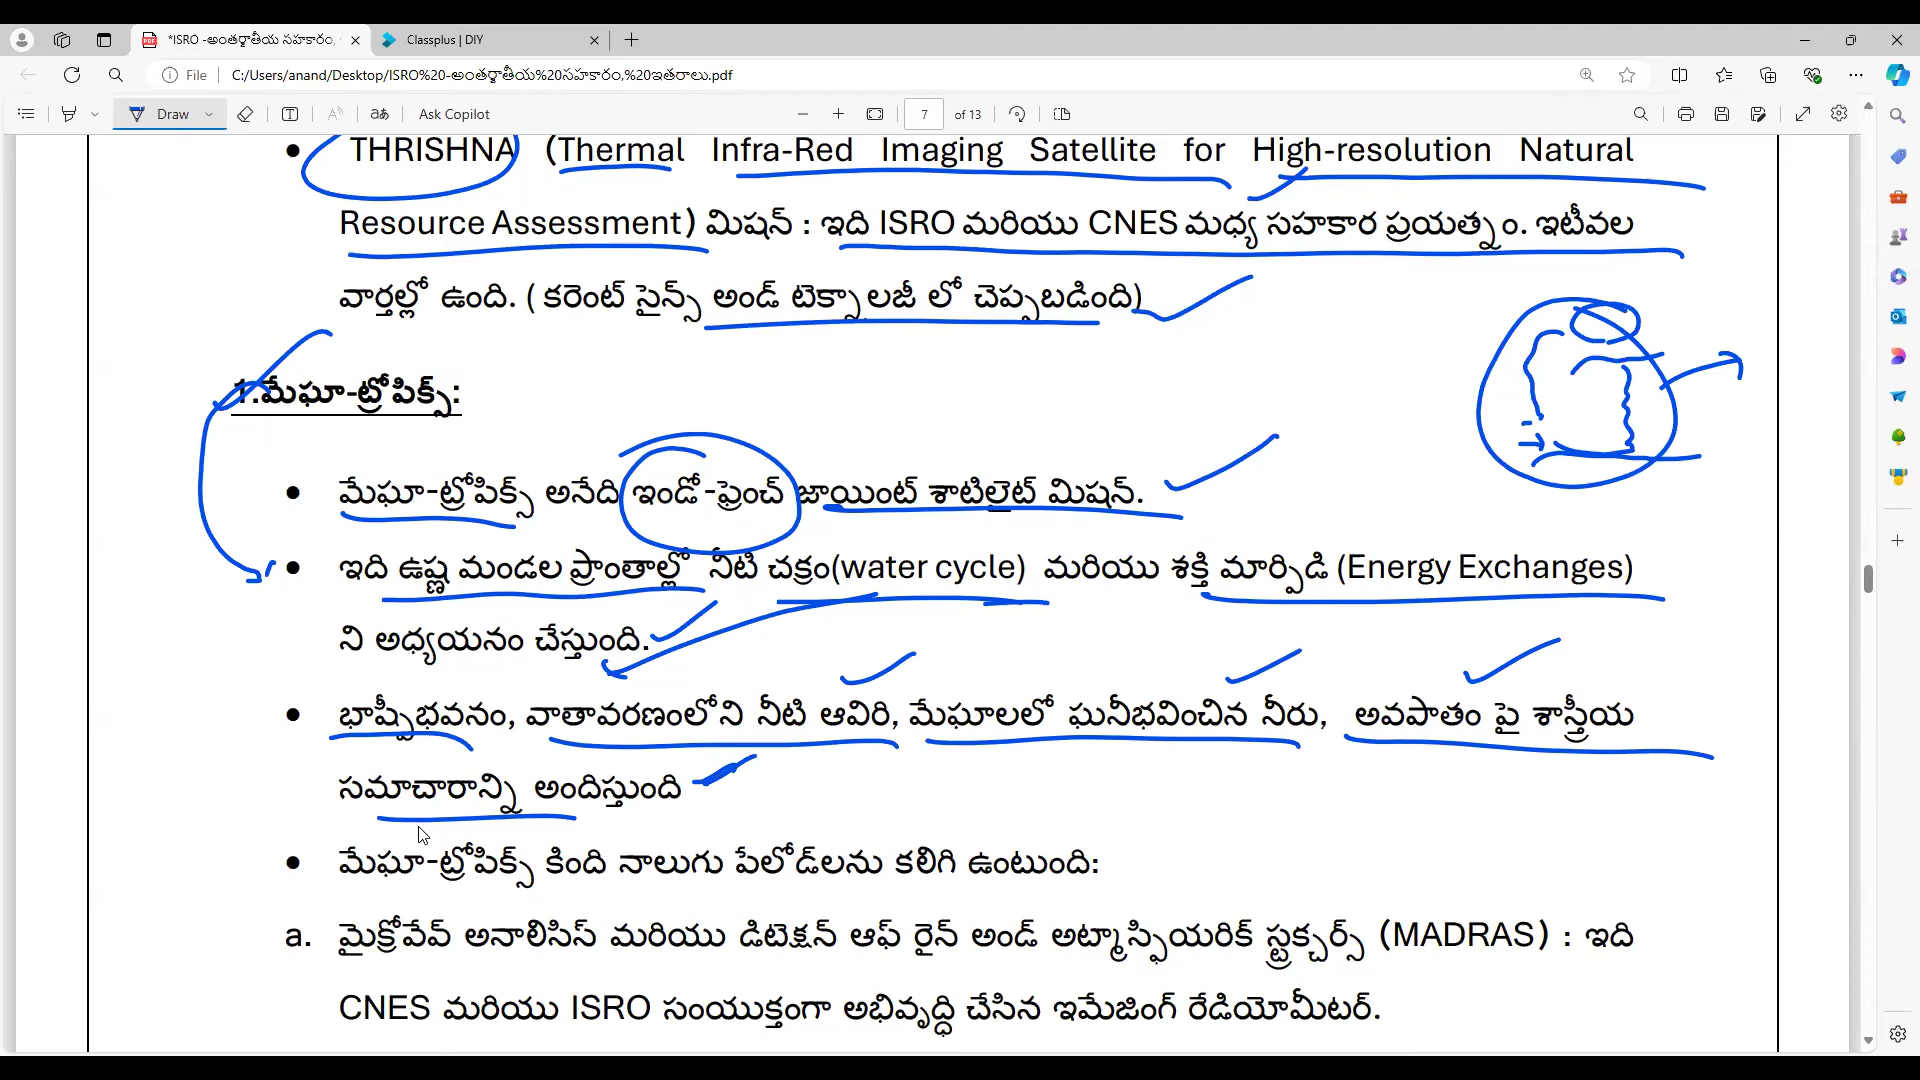 *ISRO -అంతర్జాతీయ సహకారం,
Classplus | DIY
File
C:/Users/anand/Desktop/ISRO%20-అంతర్జాతీయ%20సహకారం,%20ఇతరాలు.pdf
Draw
Ask Copilot
7 of 13
• THRISHNA (Thermal Infra-Red Imaging Satellite for High-resolution Natural
Resource Assessment) మిషన్ : ఇది ISRO మరియు CNES మధ్య సహకార ప్రయత్నం. ఇటీవల
వార్తల్లో ఉంది. ( కరెంట్ సైన్స్ అండ్ టెక్నాలజీ లో చెప్పబడింది)
1.మేఘా-ట్రోపిక్స్:
• మేఘా-ట్రోపిక్స్ అనేది ఇండో-ఫ్రెంచ్ జాయింట్ శాటిలైట్ మిషన్.
• ఇది ఉష్ణ మండల ప్రాంతాల్లో నీటి చక్రం(water cycle) మరియు శక్తి మార్పిడి (Energy Exchanges)
ని అధ్యయనం చేస్తుంది.
• భాష్పీభవనం, వాతావరణంలోని నీటి ఆవిరి, మేఘాలలో ఘనీభవించిన నీరు, అవపాతం పై శాస్త్రీయ
సమాచారాన్ని అందిస్తుంది
• మేఘా-ట్రోపిక్స్ కింది నాలుగు పేలోడ్‌లను కలిగి ఉంటుంది:
a. మైక్రోవేవ్ అనాలిసిస్ మరియు డిటెక్షన్ ఆఫ్ రైన్ అండ్ అట్మాస్ఫియరిక్ స్ట్రక్చర్స్ (MADRAS) : ఇది
CNES మరియు ISRO సంయుక్తంగా అభివృద్ధి చేసిన ఇమేజింగ్ రేడియోమీటర్.